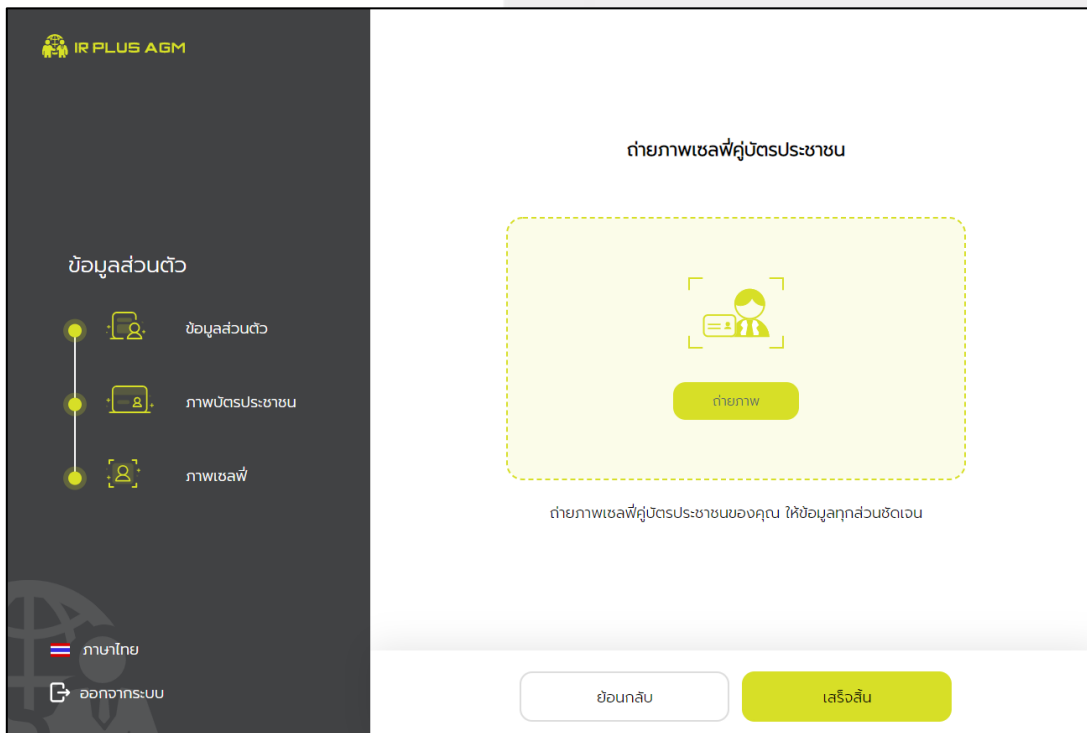 IR PLUS AGM
ข้อมูลส่วนตัว
ข้อมูลส่วนตัว
ภาพบัตรประชาชน
ภาพเซลฟี่
ภาษาไทย
ออกจากระบบ
ถ่ายภาพเซลฟี่คู่บัตรประชาชน
ถ่ายภาพ
ถ่ายภาพเซลฟี่คู่บัตรประชาชนของคุณ ให้ข้อมูลทุกส่วนชัดเจน
ย้อนกลับ
เสร็จสิ้น